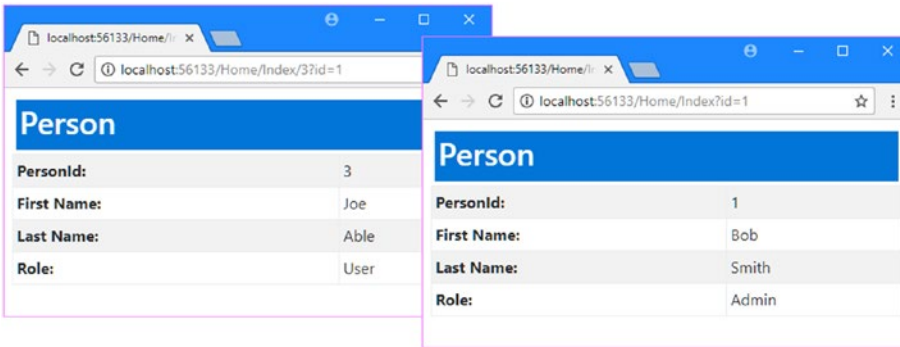 localhost:56133/Home/Ir
localhost:56133/Home/Index/3?id=1
Person
PersonId: 3
First Name: Joe
Last Name: Able
Role: User
localhost:56133/Home/Ir
localhost:56133/Home/Index?id=1
Person
PersonId: 1
First Name: Bob
Last Name: Smith
Role: Admin